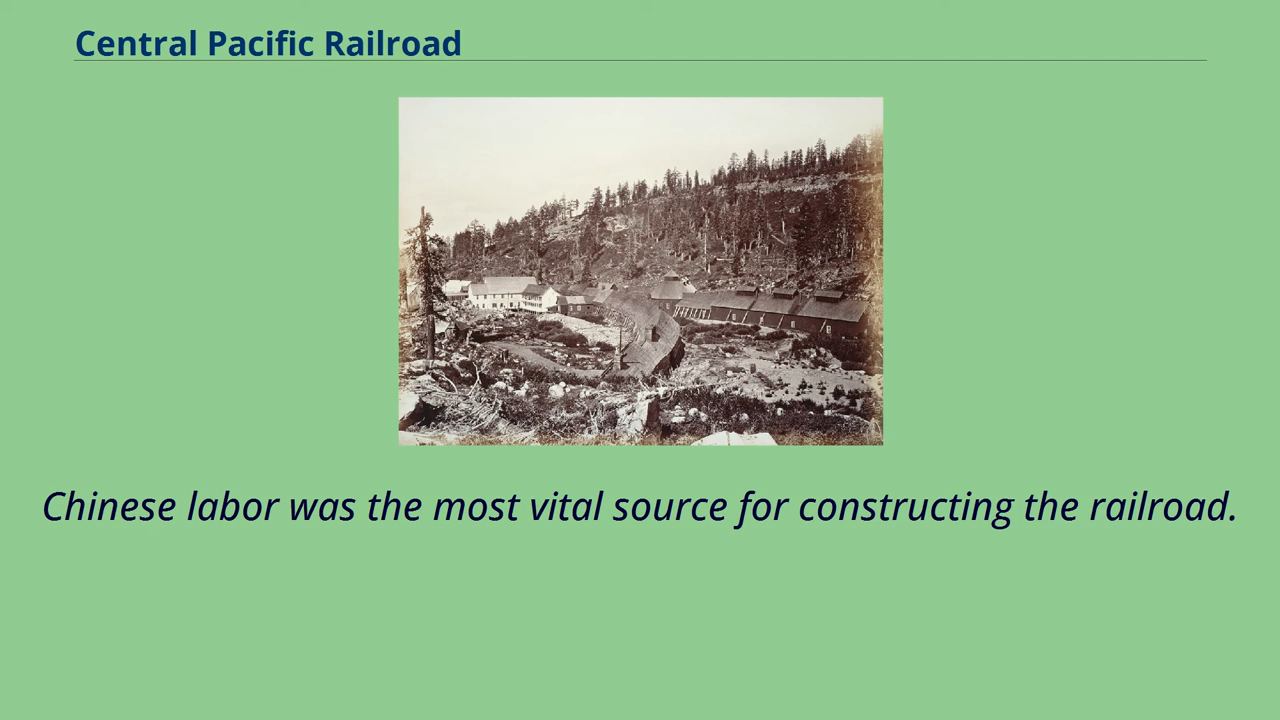 Central Pacific Railroad
Chinese labor was the most vital source for constructing the railroad.